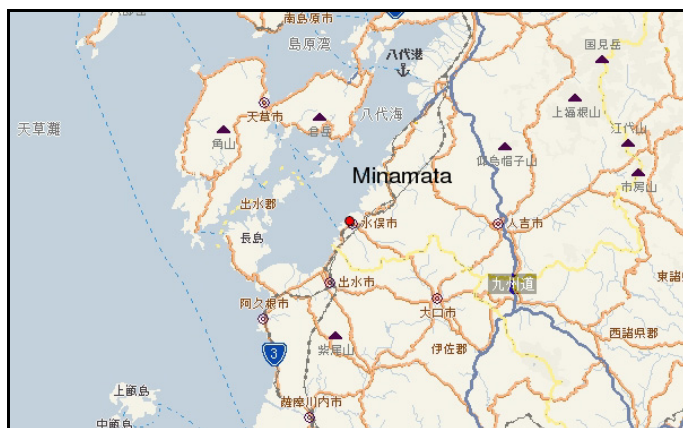 南島原市
島原湾
八代港
国見岳
天草市
八代海
上福根山
天草灘
角山
倉岳
江代山
仰烏帽子山
市房山
Minamata
出水郡
水俣市
人吉市
長島
出水市
九州道
東諸
阿久根市
大口市
西諸県郡
3
紫尾山
伊佐郡
上甑島
薩摩川内市
中甑島